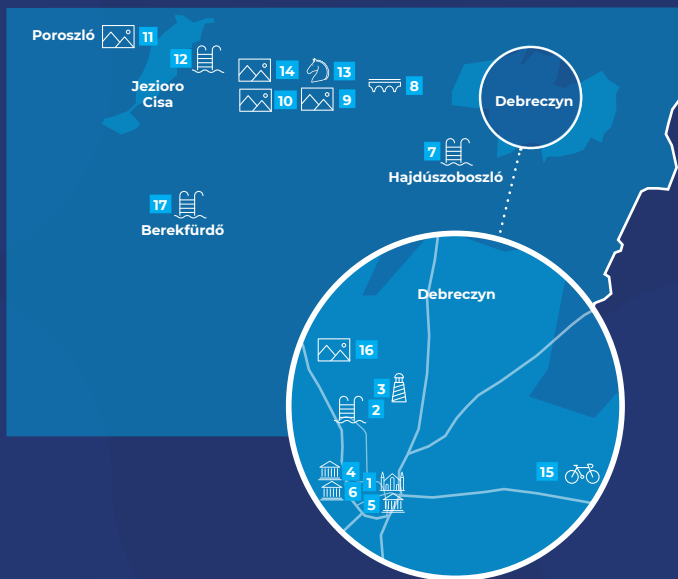 Poroszló
11
12
Jezioro
Cisa
14
13
10
9
8
Debreczyn
7
Hajdúszoboszló
17
Berekfürdő
Debreczyn
16
3
2
4
1
6
5
15